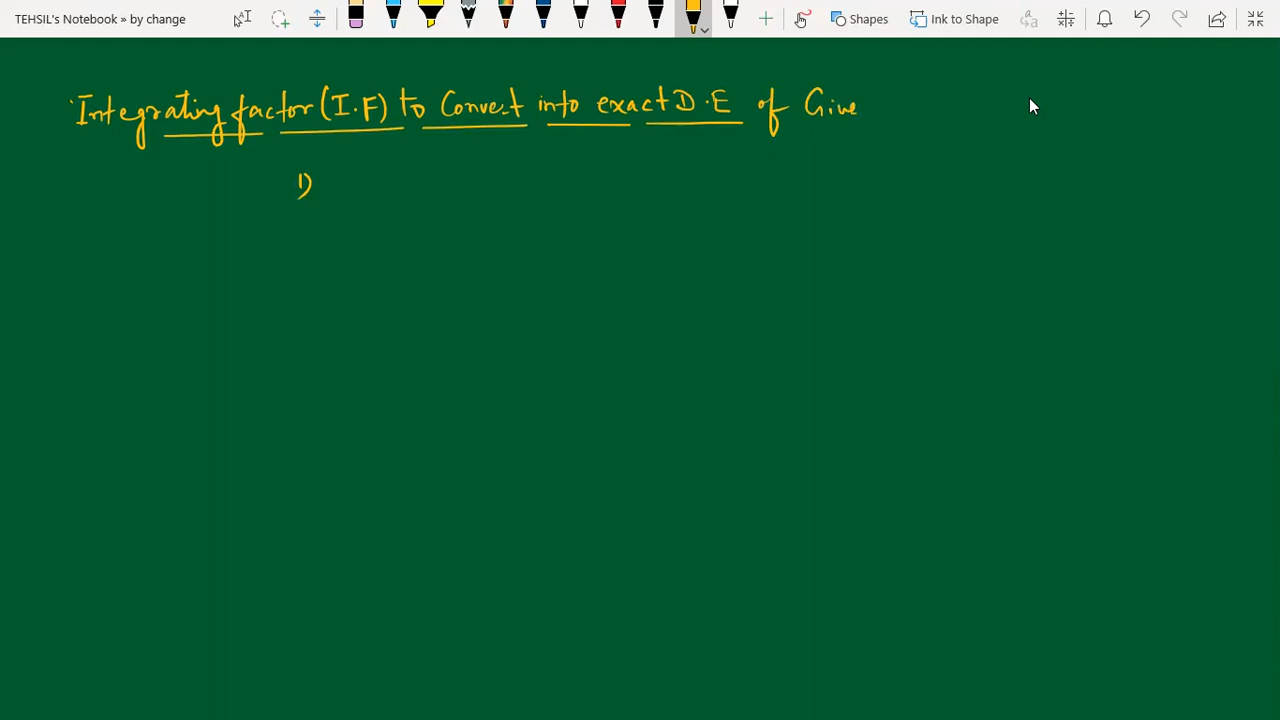 TEHSIL's Notebook » by change
Shapes
Ink to Shape
Integrating factor (I.F) to Convert into exact D.E of Give
1)